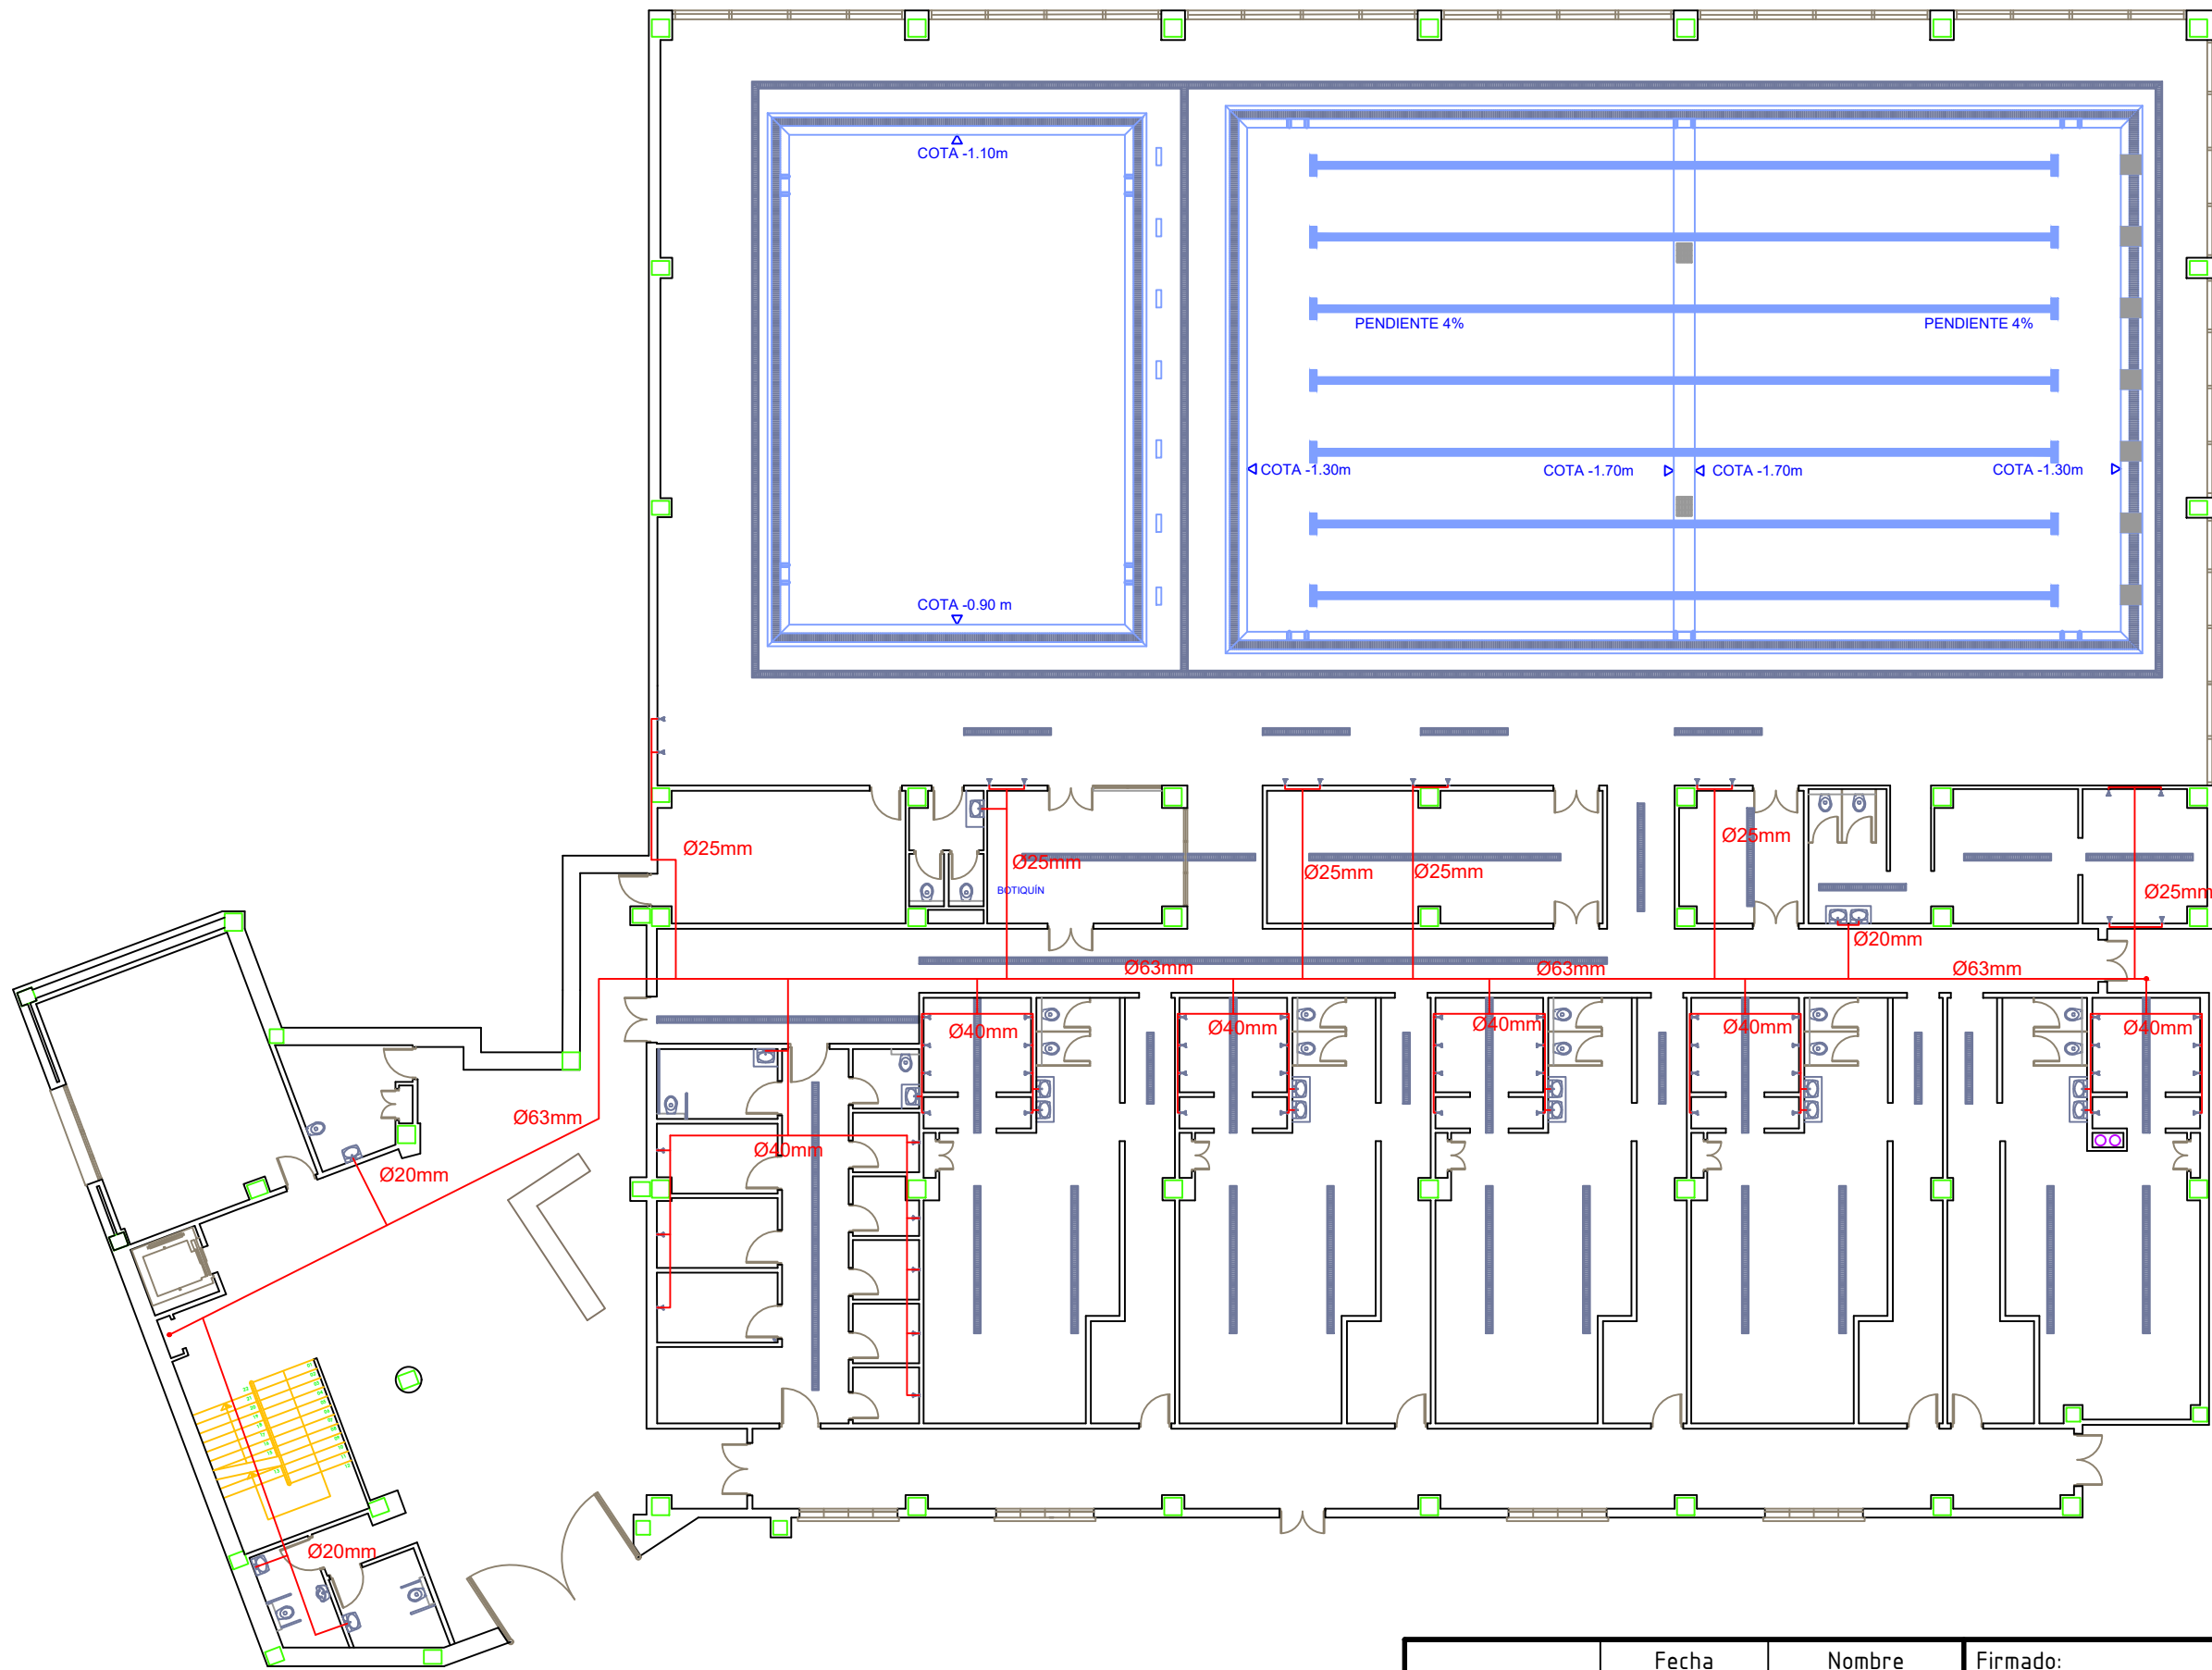 COTA -1.10m
PENDIENTE 4%
PENDIENTE 4%
COTA -1.30m
COTA -1.70m
COTA -1.70m
COTA -1.30m
COTA -0.90 m
Ø25mm
Ø25mm
BOTIQUÍN
Ø25mm
Ø25mm
Ø25mm
Ø25mm
Ø20mm
Ø63mm
Ø63mm
Ø63mm
Ø40mm
Ø40mm
Ø40mm
Ø40mm
Ø40mm
Ø63mm
Ø40mm
Ø20mm
Ø20mm
Fecha
Nombre
Firmado: